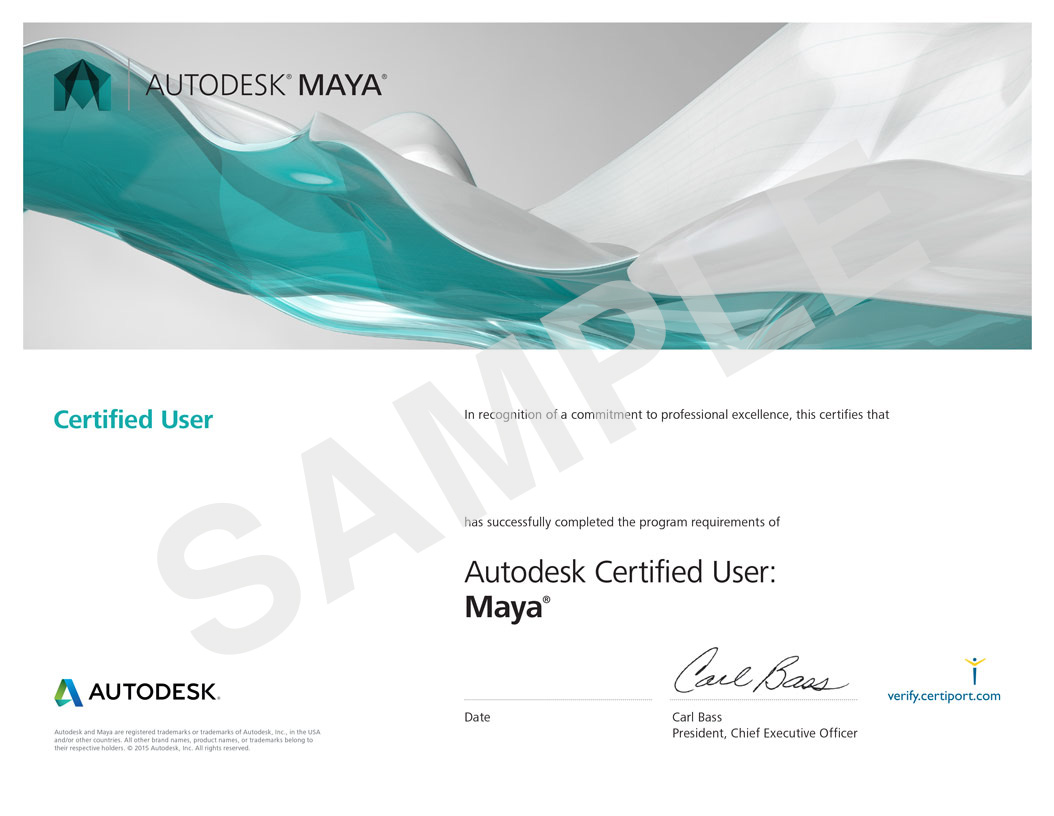 AUTODESK® MAYA®
Certified User
In recognition of a commitment to professional excellence, this certifies that
has successfully completed the program requirements of
Autodesk Certified User:
Maya®
SAMPLE
Carl Bass
AUTODESK®
verify.certiport.com
Date
Carl Bass
President, Chief Executive Officer
Autodesk and Maya are registered trademarks or trademarks of Autodesk, Inc., in the USA
and/or other countries. All other brand names, product names, or trademarks belong to
their respective holders. © 2015 Autodesk, Inc. All rights reserved.